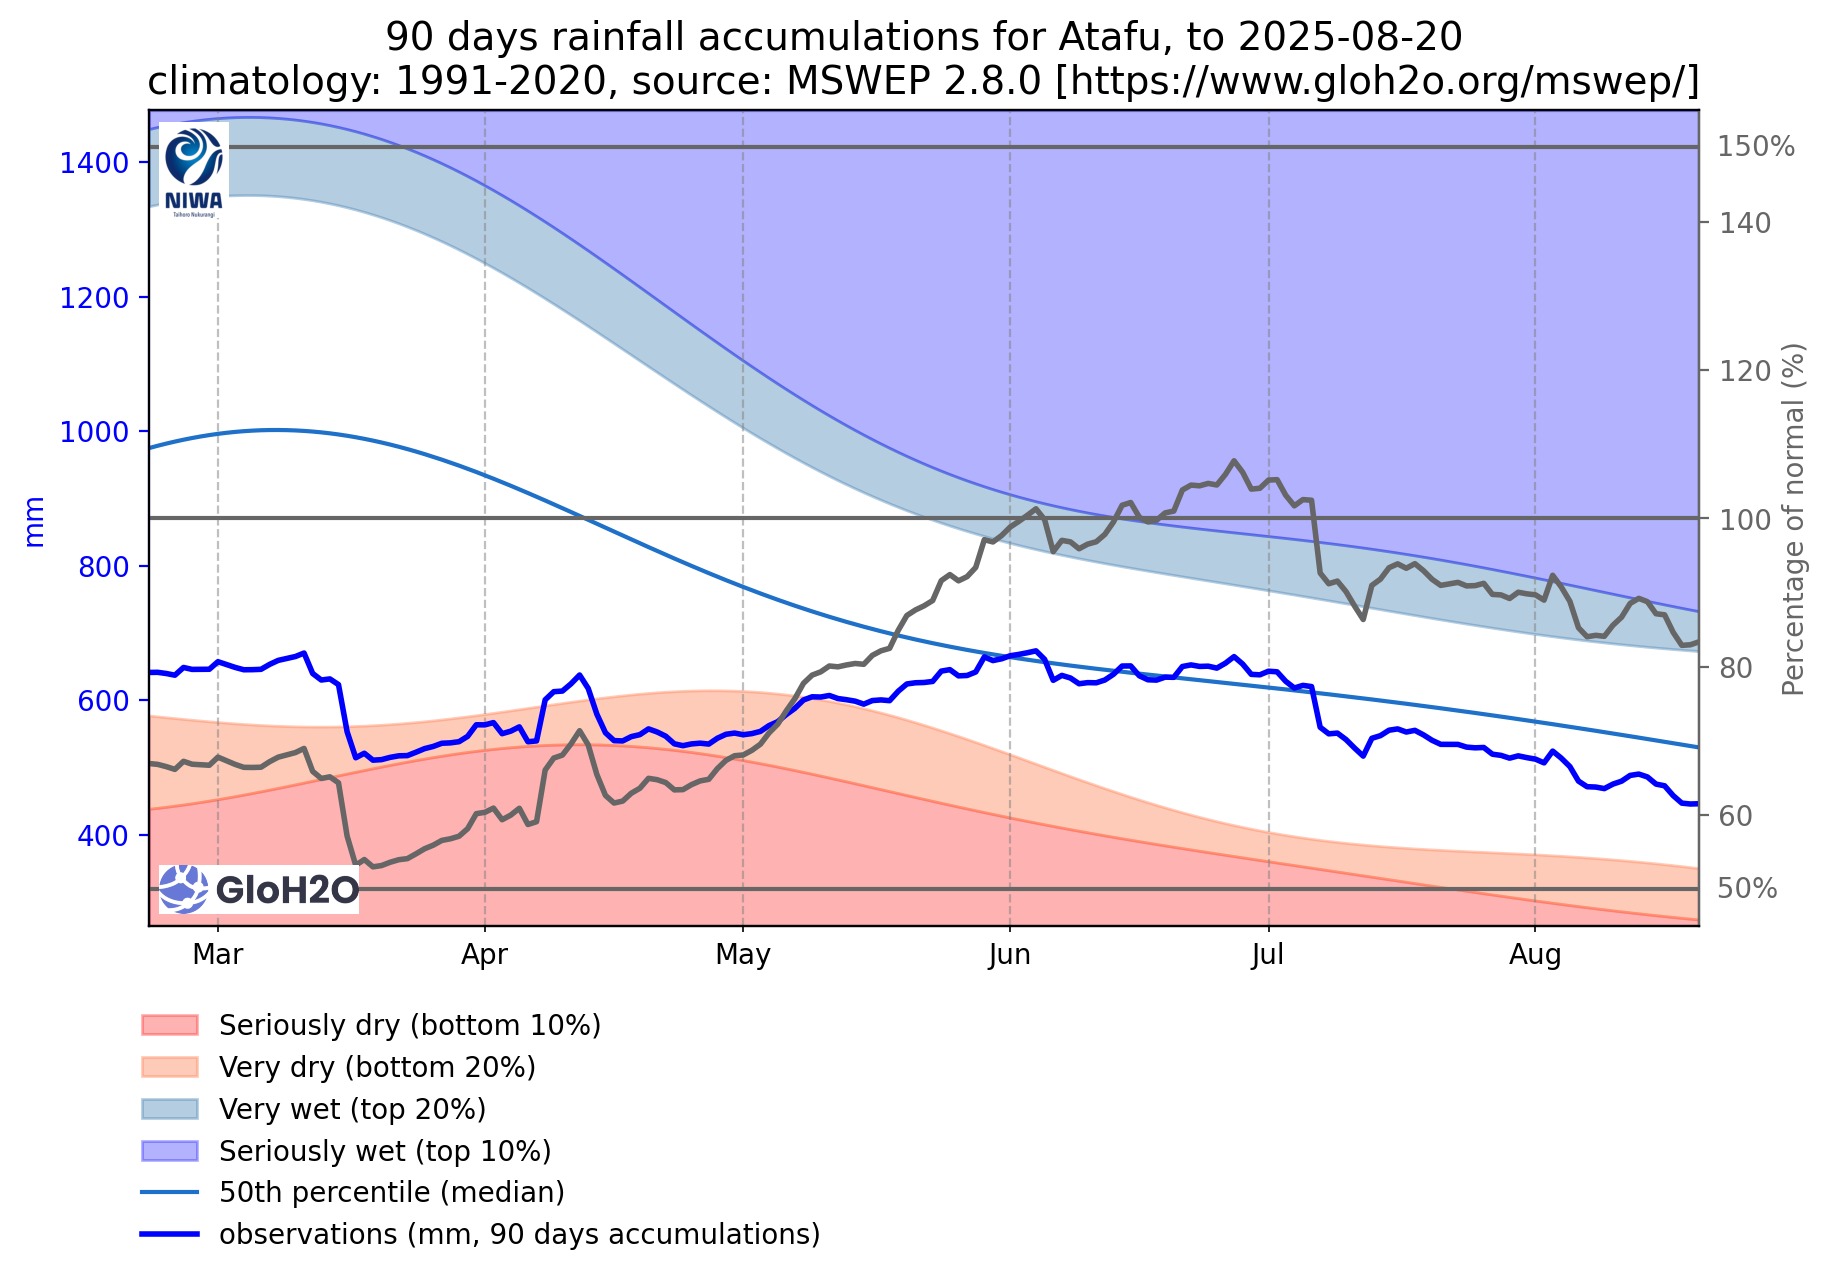 90 days rainfall accumulations for Atafu, to 2025-08-20
climatology: 1991-2020, source: MSWEP 2.8.0 [https://www.gloh2o.org/mswep/]
NIWA
Taihoro Nukurangi
mm
1400
1200
1000
800
600
400
150%
140
120
100
80
60
50%
Percentage of normal (%)
GloH2O
Mar
Apr
May
Jun
Jul
Aug
Seriously dry (bottom 10%)
Very dry (bottom 20%)
Very wet (top 20%)
Seriously wet (top 10%)
50th percentile (median)
observations (mm, 90 days accumulations)